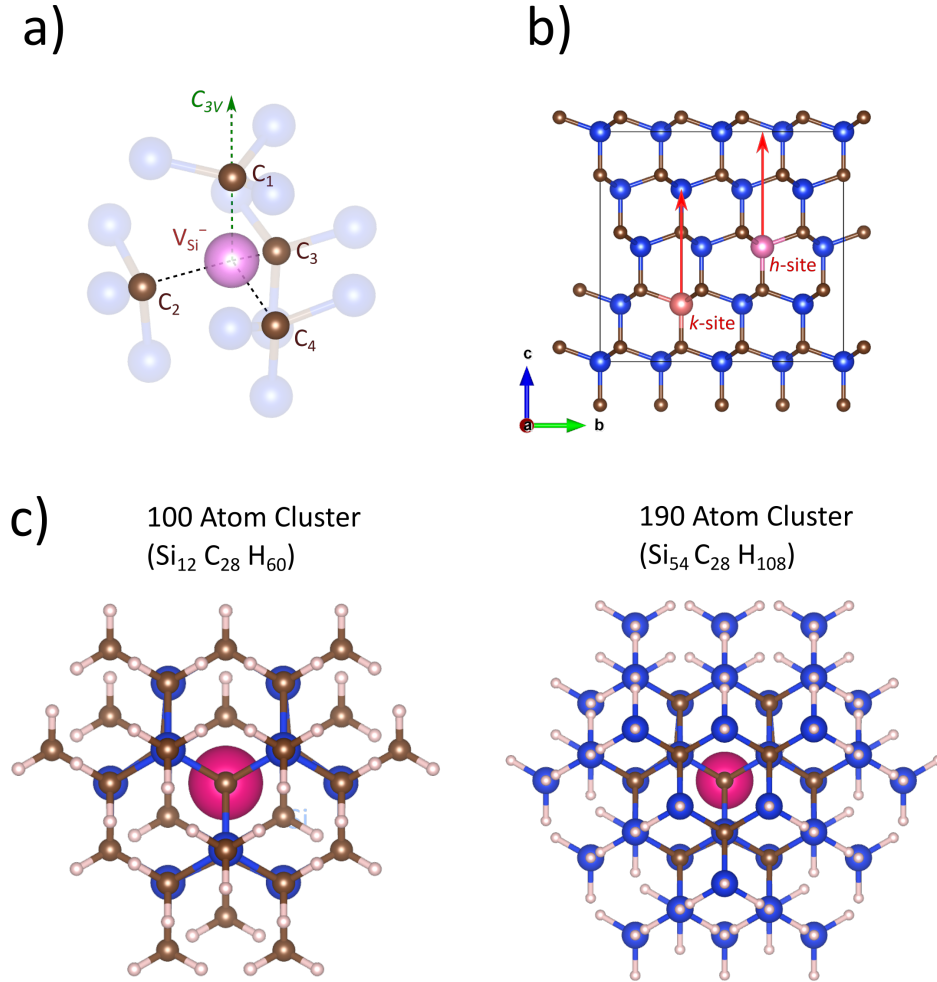 a)
C3V
C1
VSi−
C3
C2
C4
b)
h-site
k-site
c
a
b
c)
100 Atom Cluster
(Si12 C28 H60)
190 Atom Cluster
(Si54 C28 H108)
Si